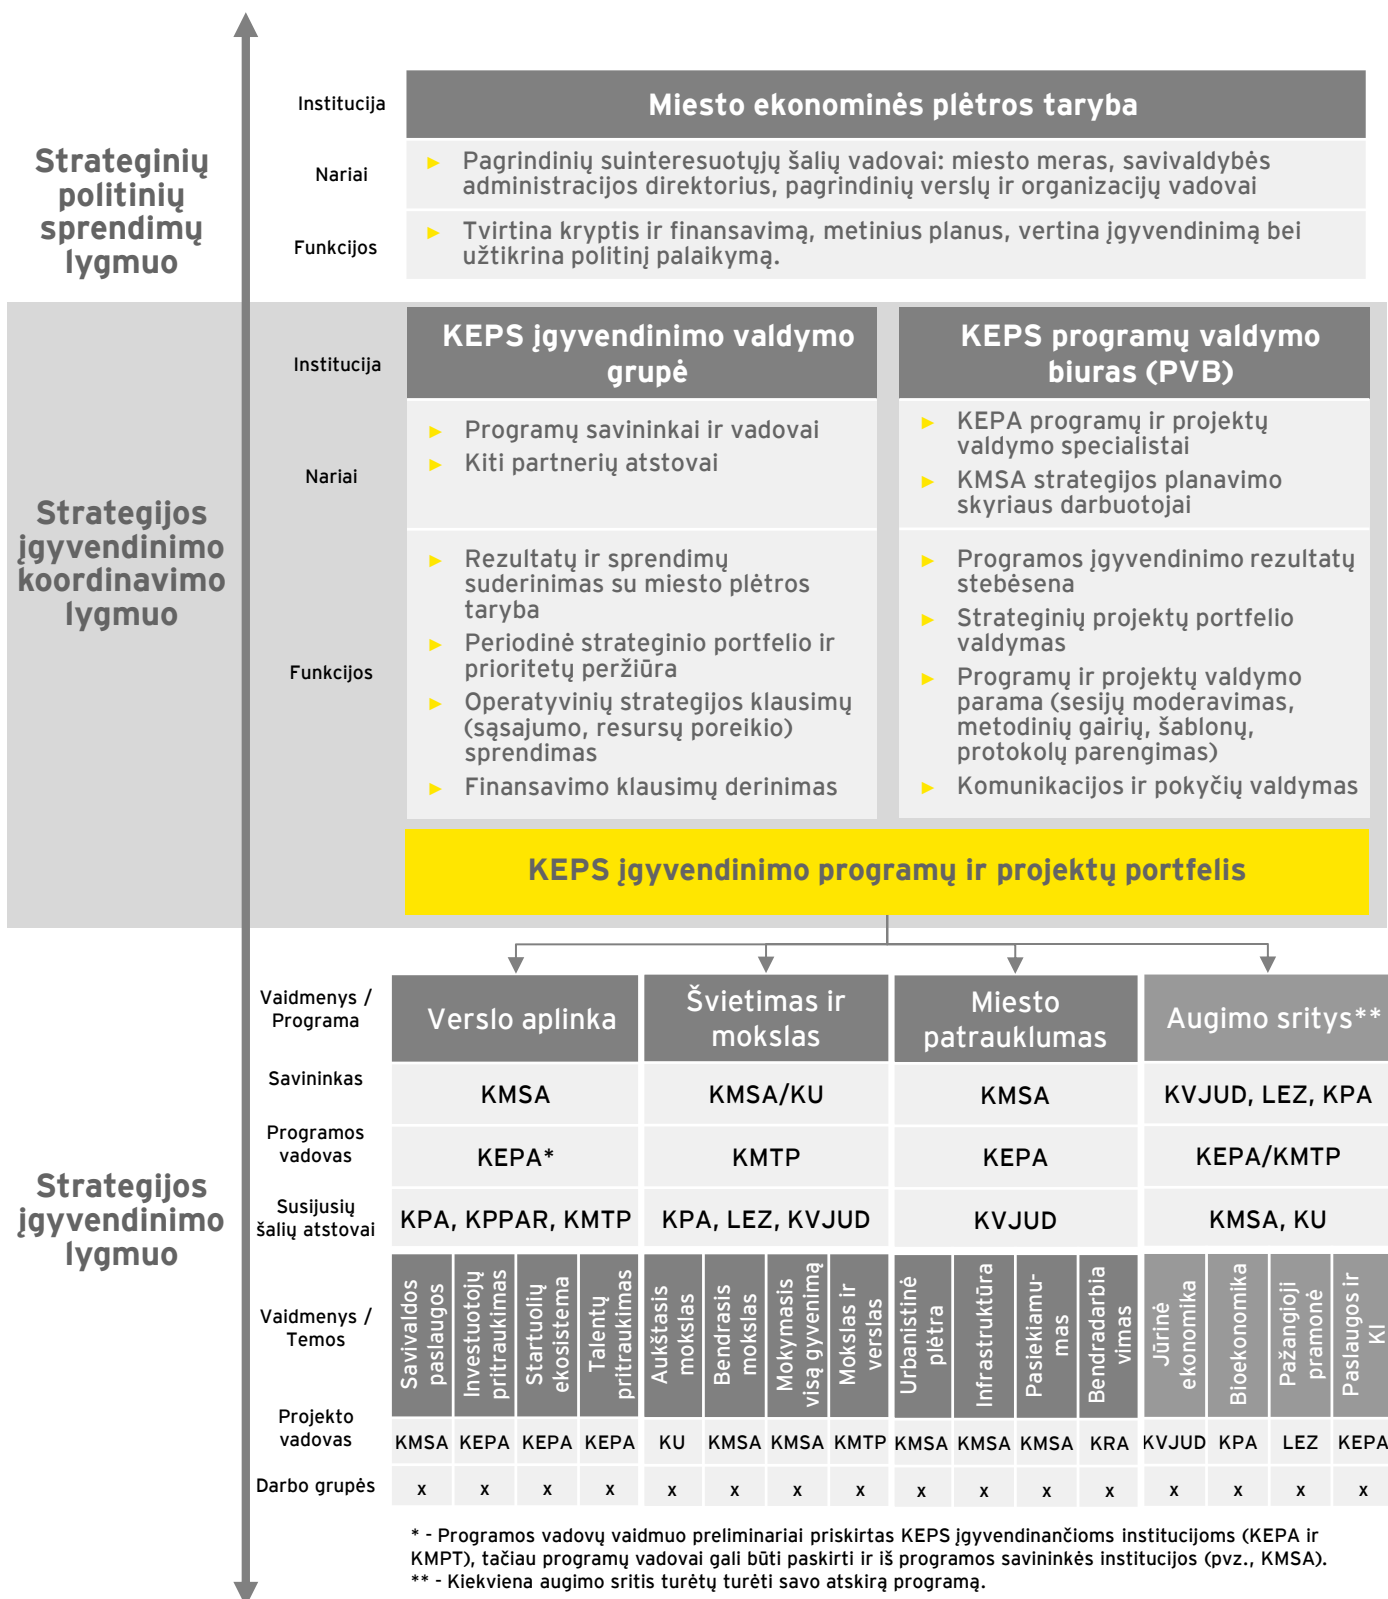 Strateginių
politinių
sprendimų
lygmuo
Institucija
Miesto ekonominės plėtros taryba
Nariai
► Pagrindinių suinteresuotųjų šalių vadovai: miesto meras, savivaldybės
administracijos direktorius, pagrindinių verslų ir organizacijų vadovai
Funkcijos
► Tvirtina kryptis ir finansavimą, metinius planus, vertina įgyvendinimą bei
užtikrina politinį palaikymą.
Strategijos
įgyvendinimo
koordinavimo
lygmuo
Institucija
KEPS įgyvendinimo valdymo
grupė
KEPS programų valdymo
biuras (PVB)
Nariai
► Programų savininkai ir vadovai
► Kiti partnerių atstovai
► KEPA programų ir projektų
valdymo specialistai
► KMSA strategijos planavimo
skyriaus darbuotojai
Funkcijos
► Rezultatų ir sprendimų
suderinimas su miesto plėtros
taryba
► Periodinė strateginio portfelio ir
prioritetų peržiūra
► Operatyvinių strategijos klausimų
(sąsajumo, resursų poreikio)
sprendimas
► Finansavimo klausimų derinimas
► Programos įgyvendinimo rezultatų
stebėsena
► Strateginių projektų portfelio
valdymas
► Programų ir projektų valdymo
parama (sesijų moderavimas,
metodinių gairių, šablonų,
protokolų parengimas)
► Komunikacijos ir pokyčių valdymas
KEPS įgyvendinimo programų ir projektų portfelis
Strategijos
įgyvendinimo
lygmuo
Vaidmenys /
Programa
Verslo aplinka
Švietimas ir
mokslas
Miesto
patrauklumas
Augimo sritys**
Savininkas
KMSA
KMSA/KU
KMSA
KVJUD, LEZ, KPA
Programos
vadovas
KEPA*
KMTP
KEPA
KEPA/KMTP
Susijusių
šalių atstovai
KPA, KPPAR, KMTP
KPA, LEZ, KVJUD
KVJUD
KMSA, KU
Vaidmenys /
Temos
Savivaldos
paslaugos
Investuotojų
pritraukimas
Startuolių
ekosistema
Talentų
pritraukimas
Aukštasis
mokslas
Bendrasis
mokslas
Mokymasis
visą gyvenimą
Mokslas ir
verslas
Urbanistinė
plėtra
Infrastruktūra
Pasiekiamu-
mas
Bendradarbia
vimas
Jūrinė
ekonomika
Bioekonomika
Pažangioji
pramonė
Paslaugos ir
KI
Projekto
vadovas
KMSA KEPA KEPA KEPA KU KMSA KMSA KMTP KMSA KMSA KMSA KRA KVJUD KPA LEZ KEPA
Darbo grupės
x x x x x x x x x x x x x x x x
* - Programos vadovų vaidmuo preliminariai priskirtas KEPS įgyvendinančioms institucijoms (KEPA ir
KMPT), tačiau programų vadovai gali būti paskirti ir iš programos savininkės institucijos (pvz., KMSA).
** - Kiekviena augimo sritis turėtų turėti savo atskirą programą.